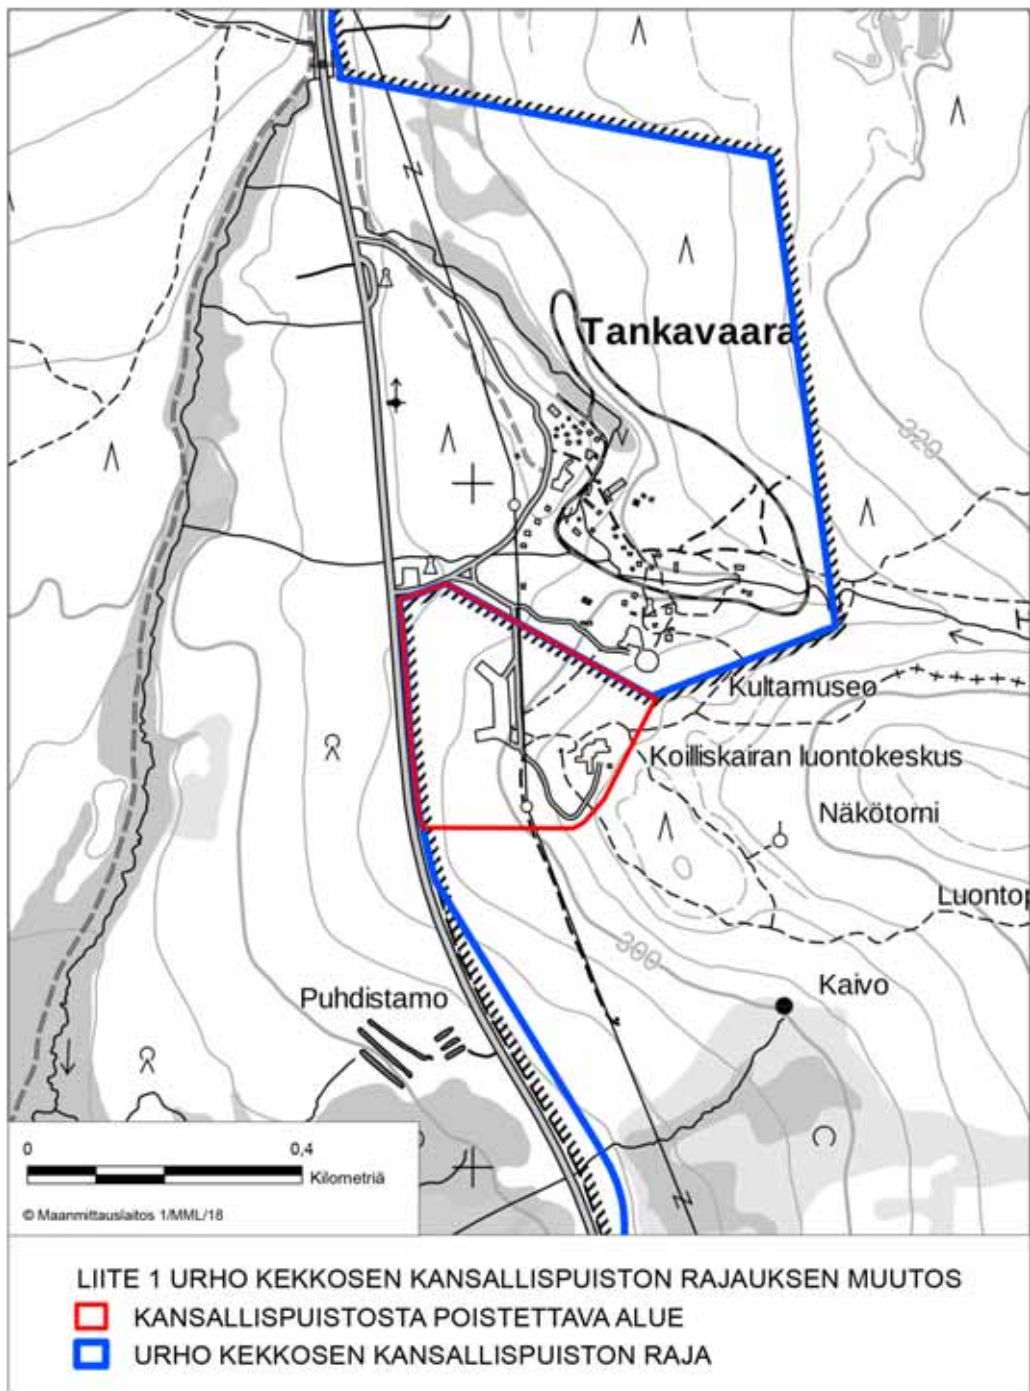 Tankavaara
320
Kultamuseo
Koilliskairan luontokeskus
Näkötorni
Luontop
300
Kaivo
Puhdistamo
0 0,4
Kilometriä
© Maanmittauslaitos 1/MML/18
LIITE 1 URHO KEKKOSEN KANSALLISPUISTON RAJAUKSEN MUUTOS
KANSALLISPUISTOSTA POISTETTAVA ALUE
URHO KEKKOSEN KANSALLISPUISTON RAJA